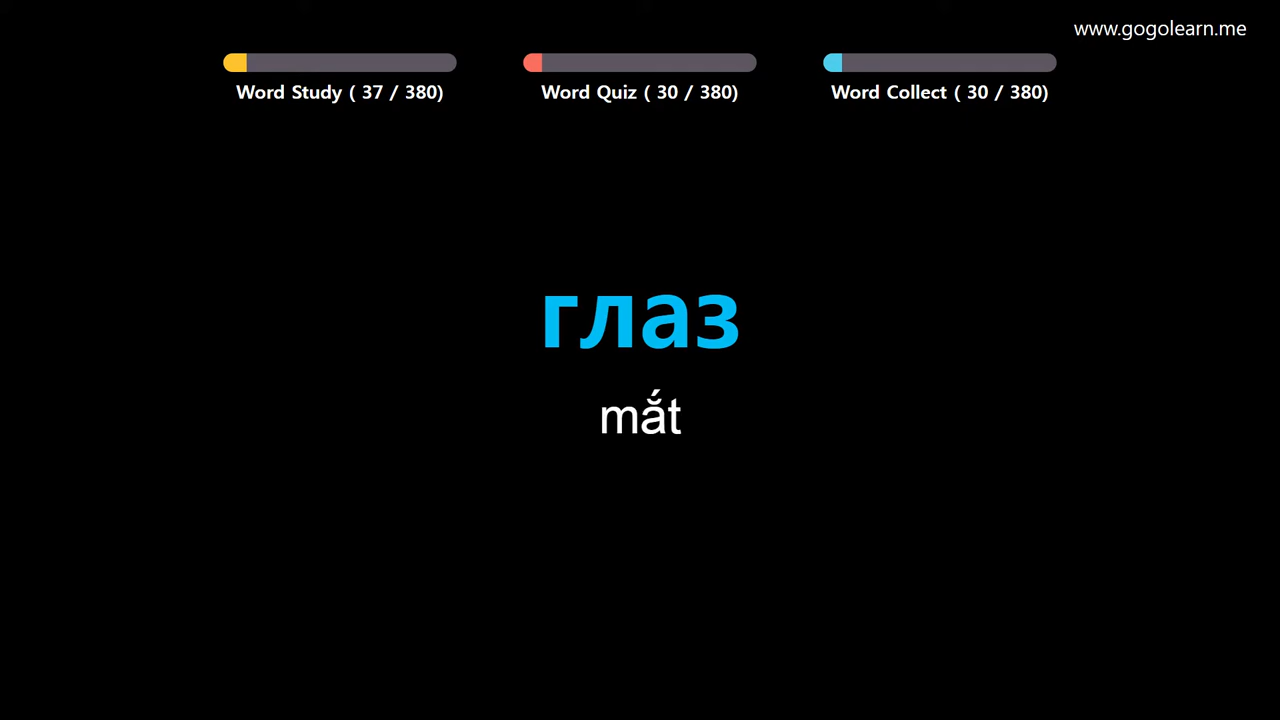 www.gogolearn.me
Word Study ( 37 / 380)
Word Quiz ( 30 / 380)
Word Collect ( 30 / 380)
глаз
mắt